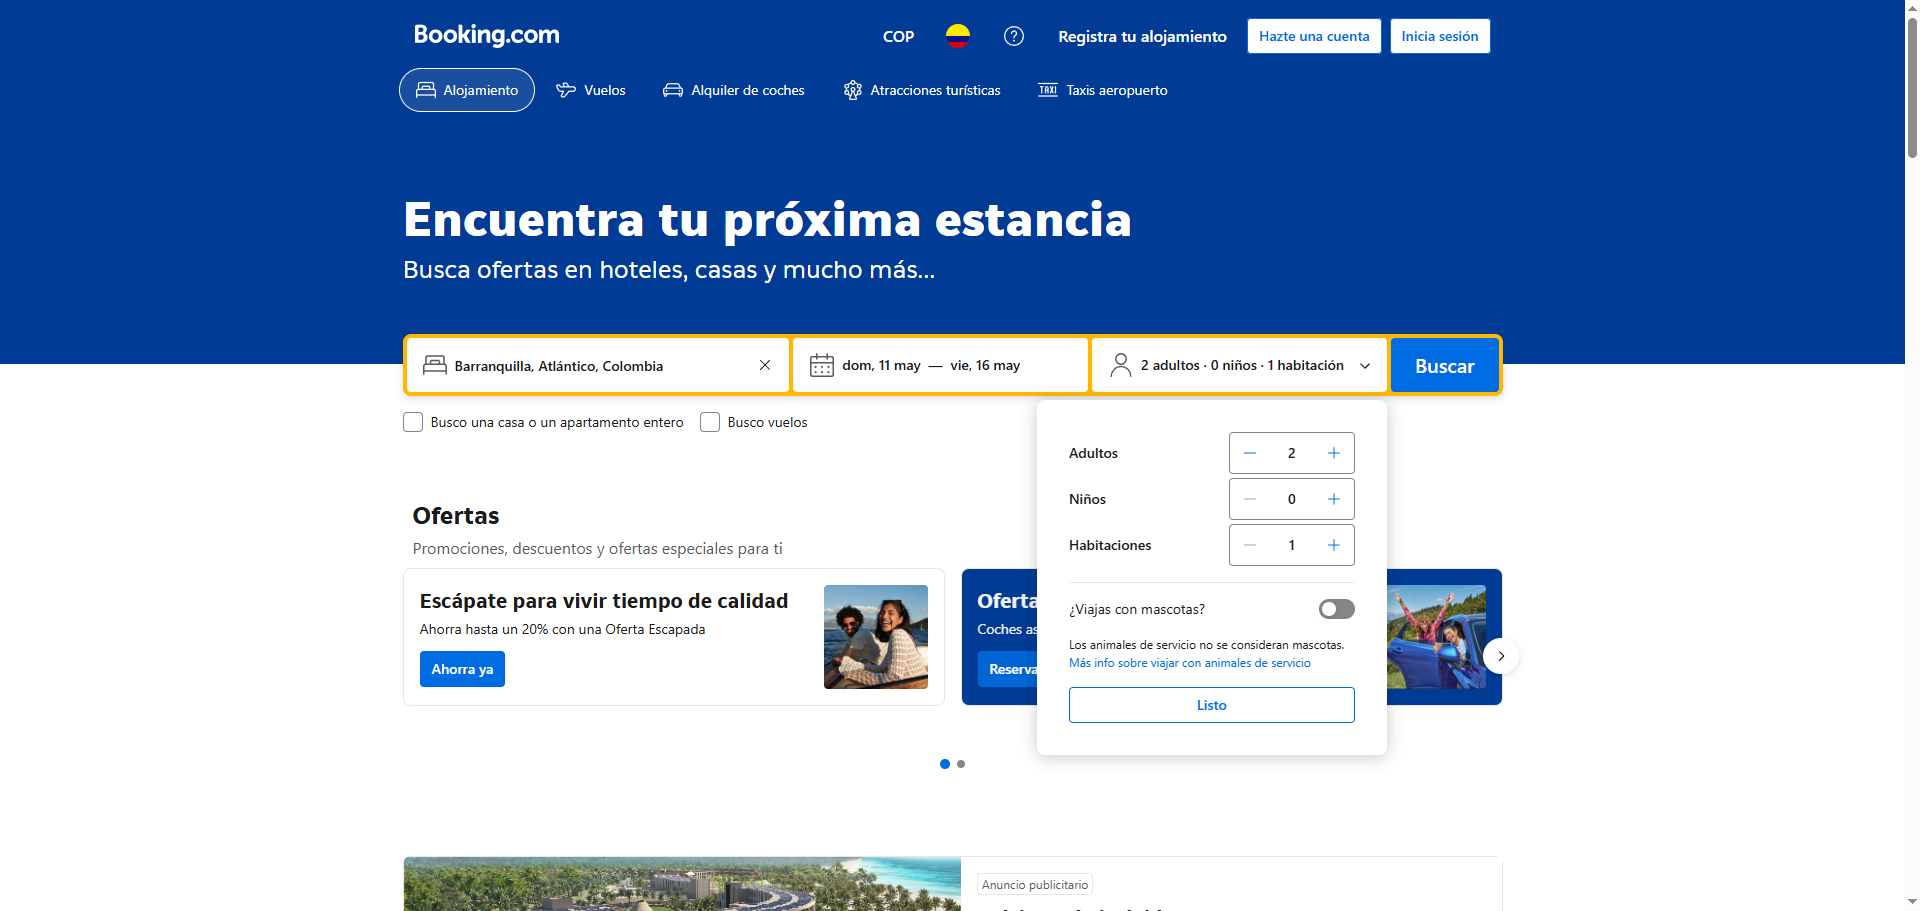 Booking.com
COP
Registra tu alojamiento
Hazte una cuenta
Inicia sesión
Alojamiento
Vuelos
Alquiler de coches
Atracciones turísticas
TAXI
Taxis aeropuerto
Encuentra tu próxima estancia
Busca ofertas en hoteles, casas y mucho más...
Barranquilla, Atlántico, Colombia
dom, 11 may — vie, 16 may
2 adultos · 0 niños · 1 habitación
Buscar
Busco una casa o un apartamento entero
Busco vuelos
Adultos
2
Niños
0
Habitaciones
1
¿Viajas con mascotas?
Los animales de servicio no se consideran mascotas.
Más info sobre viajar con animales de servicio
Listo
Ofertas
Promociones, descuentos y ofertas especiales para ti
Escápate para vivir tiempo de calidad
Ahorra hasta un 20% con una Oferta Escapada
Ahorra ya
Oferta
Coches as
Reserva
Anuncio publicitario